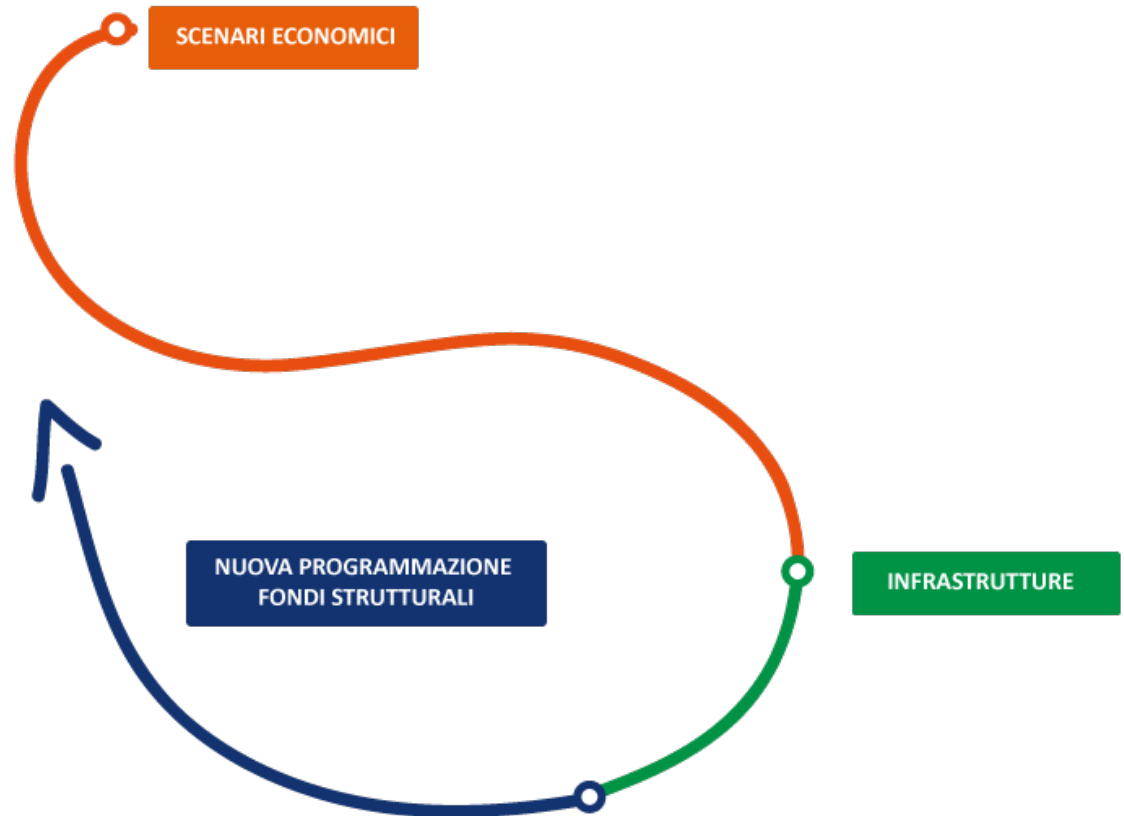 SCENARI ECONOMICI
NUOVA PROGRAMMAZIONE
FONDI STRUTTURALI
INFRASTRUTTURE